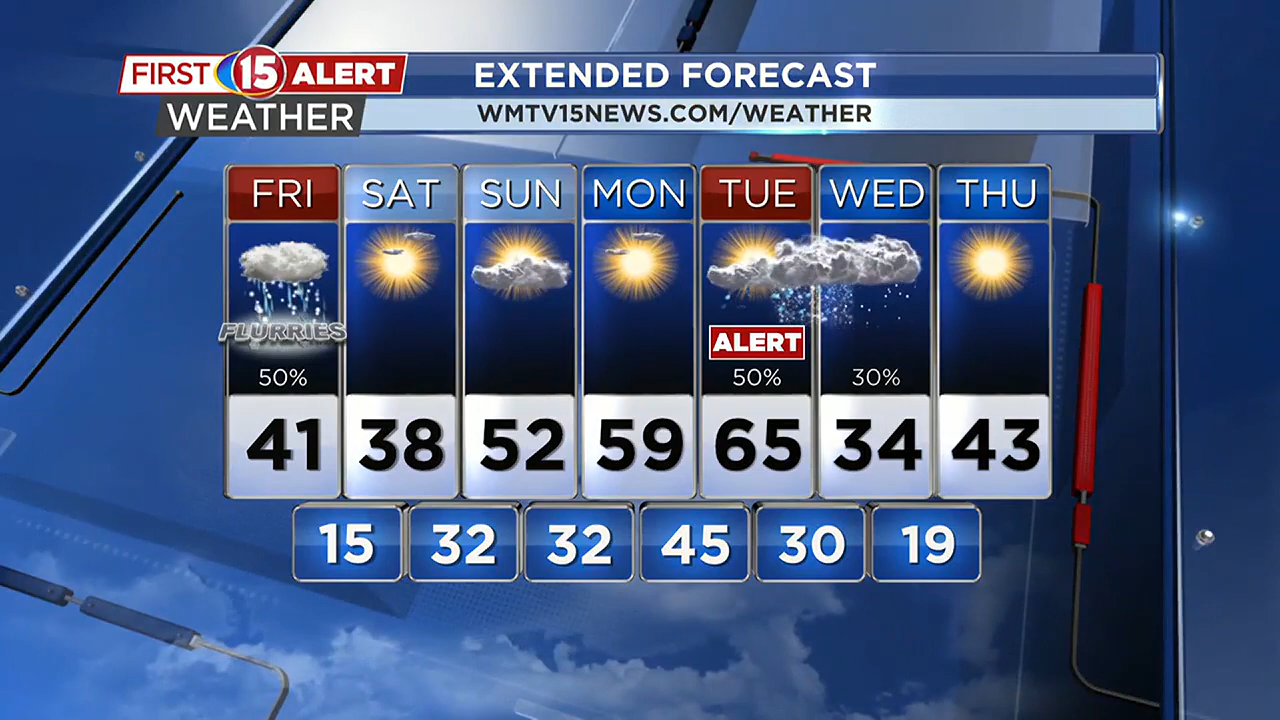 FIRST 15 ALERT
WEATHER
EXTENDED FORECAST
WMTV15NEWS.COM/WEATHER
FRI SAT SUN MON TUE WED THU
FLURRIES
ALERT
50% 50% 30%
41 38 52 59 65 34 43
15 32 32 45 30 19